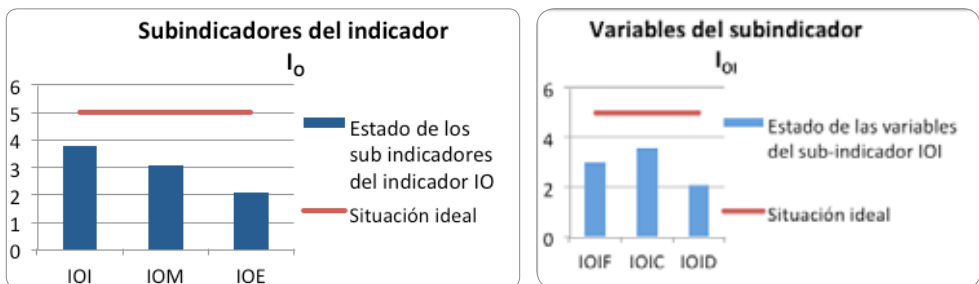 Subindicadores del indicador
I_O
6
5
4
3
2
1
0
IOI IOM IOE
Estado de los
sub indicadores
del indicador IO
Situación ideal
Variables del subindicador
I_OI
6
4
2
0
IOIF IOIC IOID
Estado de las variables
del sub-indicador IOI
Situación ideal